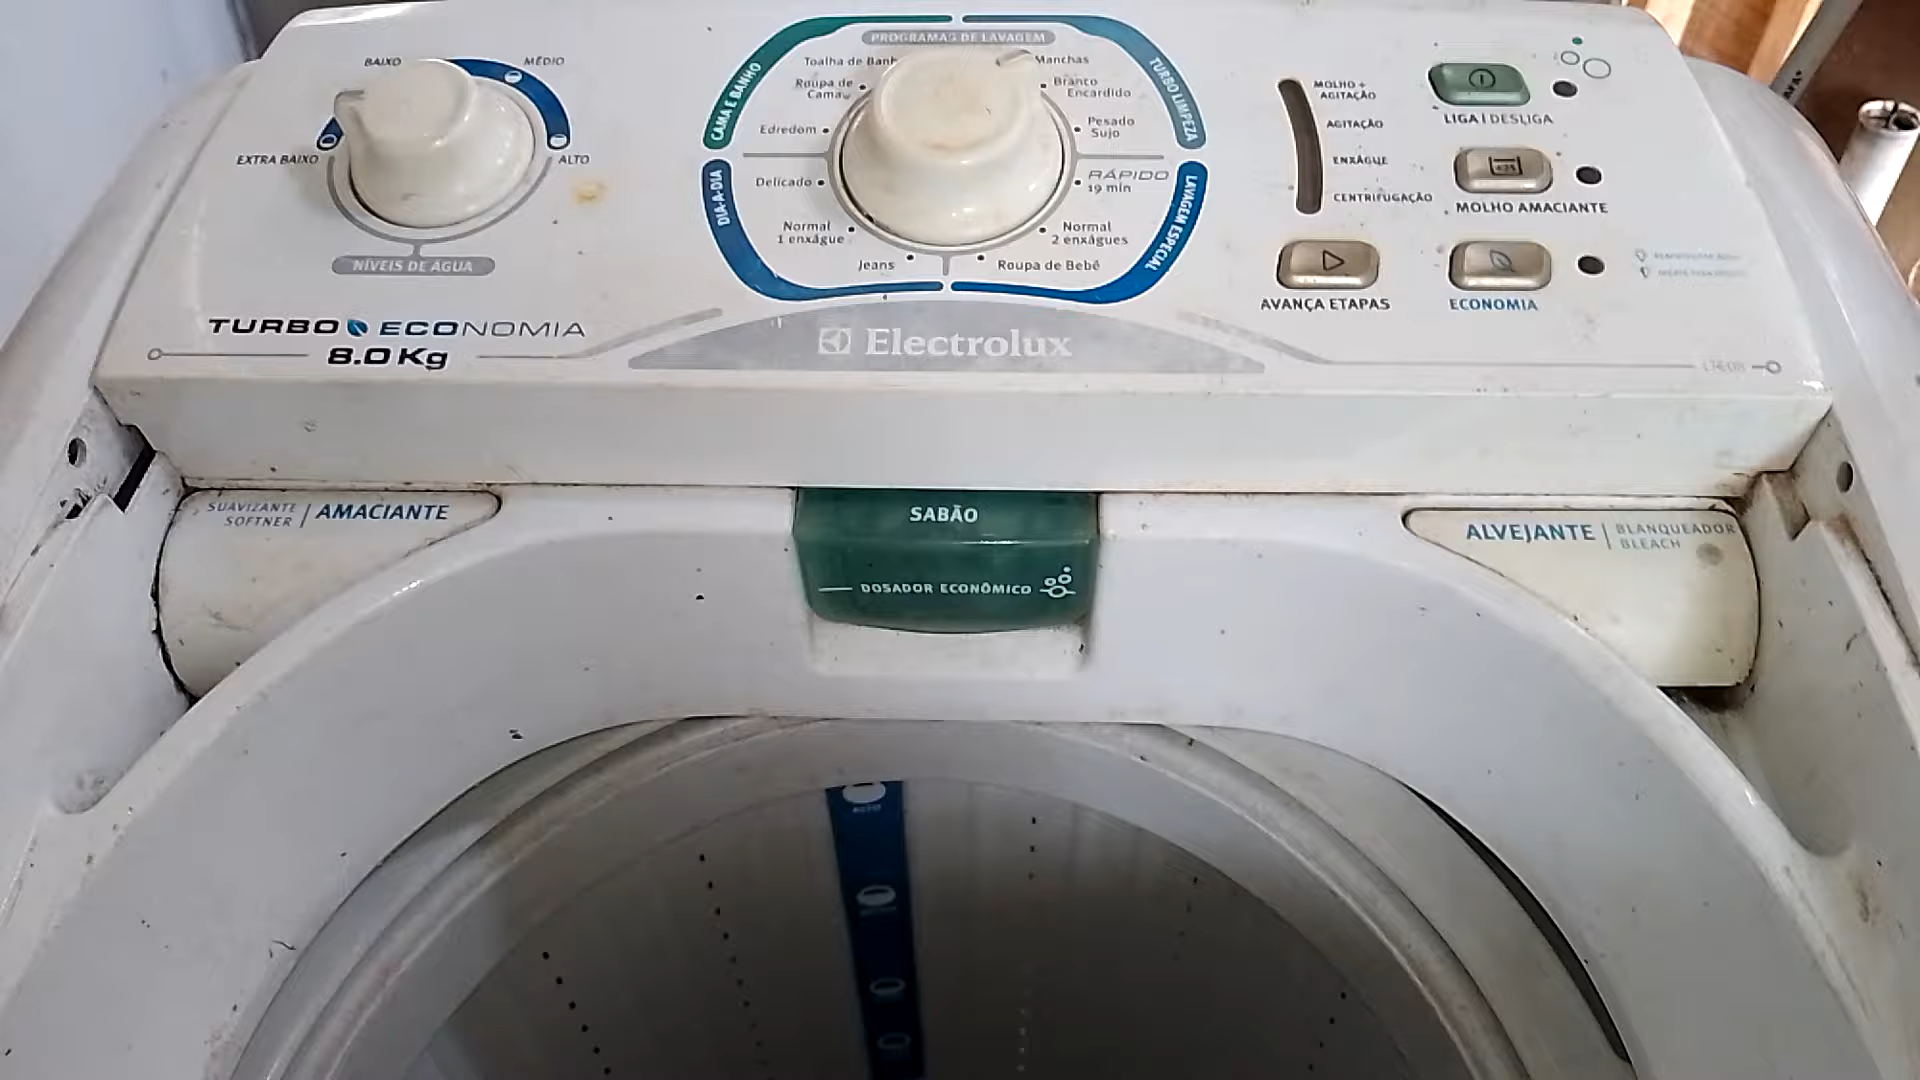 BAIXO
MÉDIO
EXTRA BAIXO
ALTO
NÍVEIS DE ÁGUA
TURBO ECONOMIA
8.0Kg
PROGRAMAS DE LAVAGEM
CAMA E BANHO
Toalha de Banh
Roupa de
Cama
Edredom
DIA-A-DIA
Delicado
Normal
1 enxágue
Jeans
TURBO LIMPEZA
Manchas
Branco
Encardido
Pesado
Sujo
LAVAGEM ESPECIAL
RÁPIDO
19 min
Normal
2 enxágues
Roupa de Bebê
Electrolux
MOLHO +
AGITAÇÃO
AGITAÇÃO
ENXÁGUE
CENTRIFUGAÇÃO
AVANÇA ETAPAS
LIGA | DESLIGA
MOLHO AMACIANTE
ECONOMIA
SUAVIZANTE
SOFTNER | AMACIANTE
SABÃO
DOSADOR ECONÔMICO
ALVEJANTE | BLANQUEADOR
BLEACH